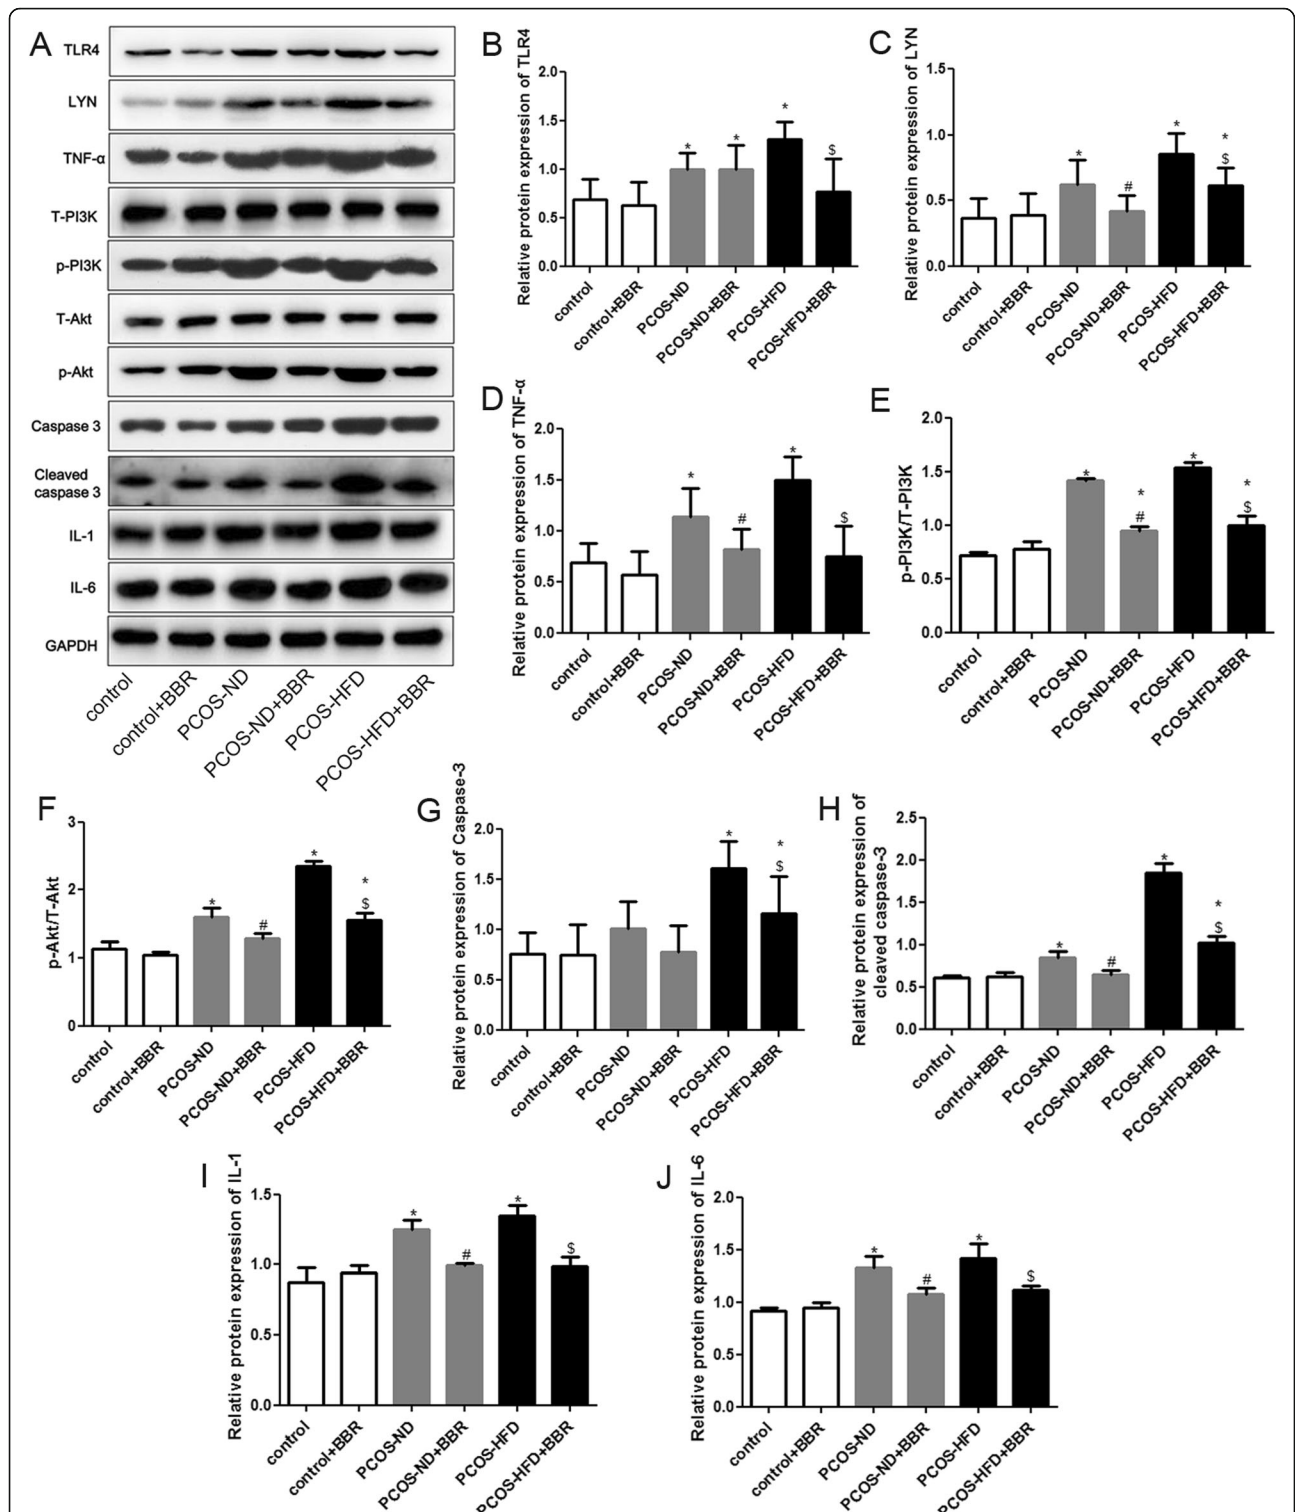 A
TLR4
LYN
TNF-α
T-PI3K
p-PI3K
T-Akt
p-Akt
Caspase 3
Cleaved
caspase 3
IL-1
IL-6
GAPDH
control
control+BBR
PCOS-ND
PCOS-ND+BBR
PCOS-HFD
PCOS-HFD+BBR
B
Relative protein expression of TLR4
2.0
1.5
1.0
0.5
0.0
*
*
*
$
control
control+BBR
PCOS-ND
PCOS-ND+BBR
PCOS-HFD
PCOS-HFD+BBR
C
Relative protein expression of LYN
1.5
1.0
0.5
0.0
*
#
*
*
$
control
control+BBR
PCOS-ND
PCOS-ND+BBR
PCOS-HFD
PCOS-HFD+BBR
D
Relative protein expression of TNF-α
2.0
1.5
1.0
0.5
0.0
*
#
*
$
control
control+BBR
PCOS-ND
PCOS-ND+BBR
PCOS-HFD
PCOS-HFD+BBR
E
p-PI3K/T-PI3K
2.0
1.5
1.0
0.5
0.0
*
*
#
*
*
$
control
control+BBR
PCOS-ND
PCOS-ND+BBR
PCOS-HFD
PCOS-HFD+BBR
F
p-Akt/T-Akt
3
2
1
0
*
#
*
*
$
control
control+BBR
PCOS-ND
PCOS-ND+BBR
PCOS-HFD
PCOS-HFD+BBR
G
Relative protein expression of Caspase-3
2.0
1.5
1.0
0.5
0.0
*
*
$
control
control+BBR
PCOS-ND
PCOS-ND+BBR
PCOS-HFD
PCOS-HFD+BBR
H
Relative protein expression of
cleaved caspase-3
2.5
2.0
1.5
1.0
0.5
0.0
*
#
*
*
$
control
control+BBR
PCOS-ND
PCOS-ND+BBR
PCOS-HFD
PCOS-HFD+BBR
I
Relative protein expression of IL-1
1.5
1.0
0.5
0.0
*
#
*
$
control
control+BBR
PCOS-ND
PCOS-ND+BBR
PCOS-HFD
PCOS-HFD+BBR
J
Relative protein expression of IL-6
2.0
1.5
1.0
0.5
0.0
*
#
*
$
control
control+BBR
PCOS-ND
PCOS-ND+BBR
PCOS-HFD
PCOS-HFD+BBR